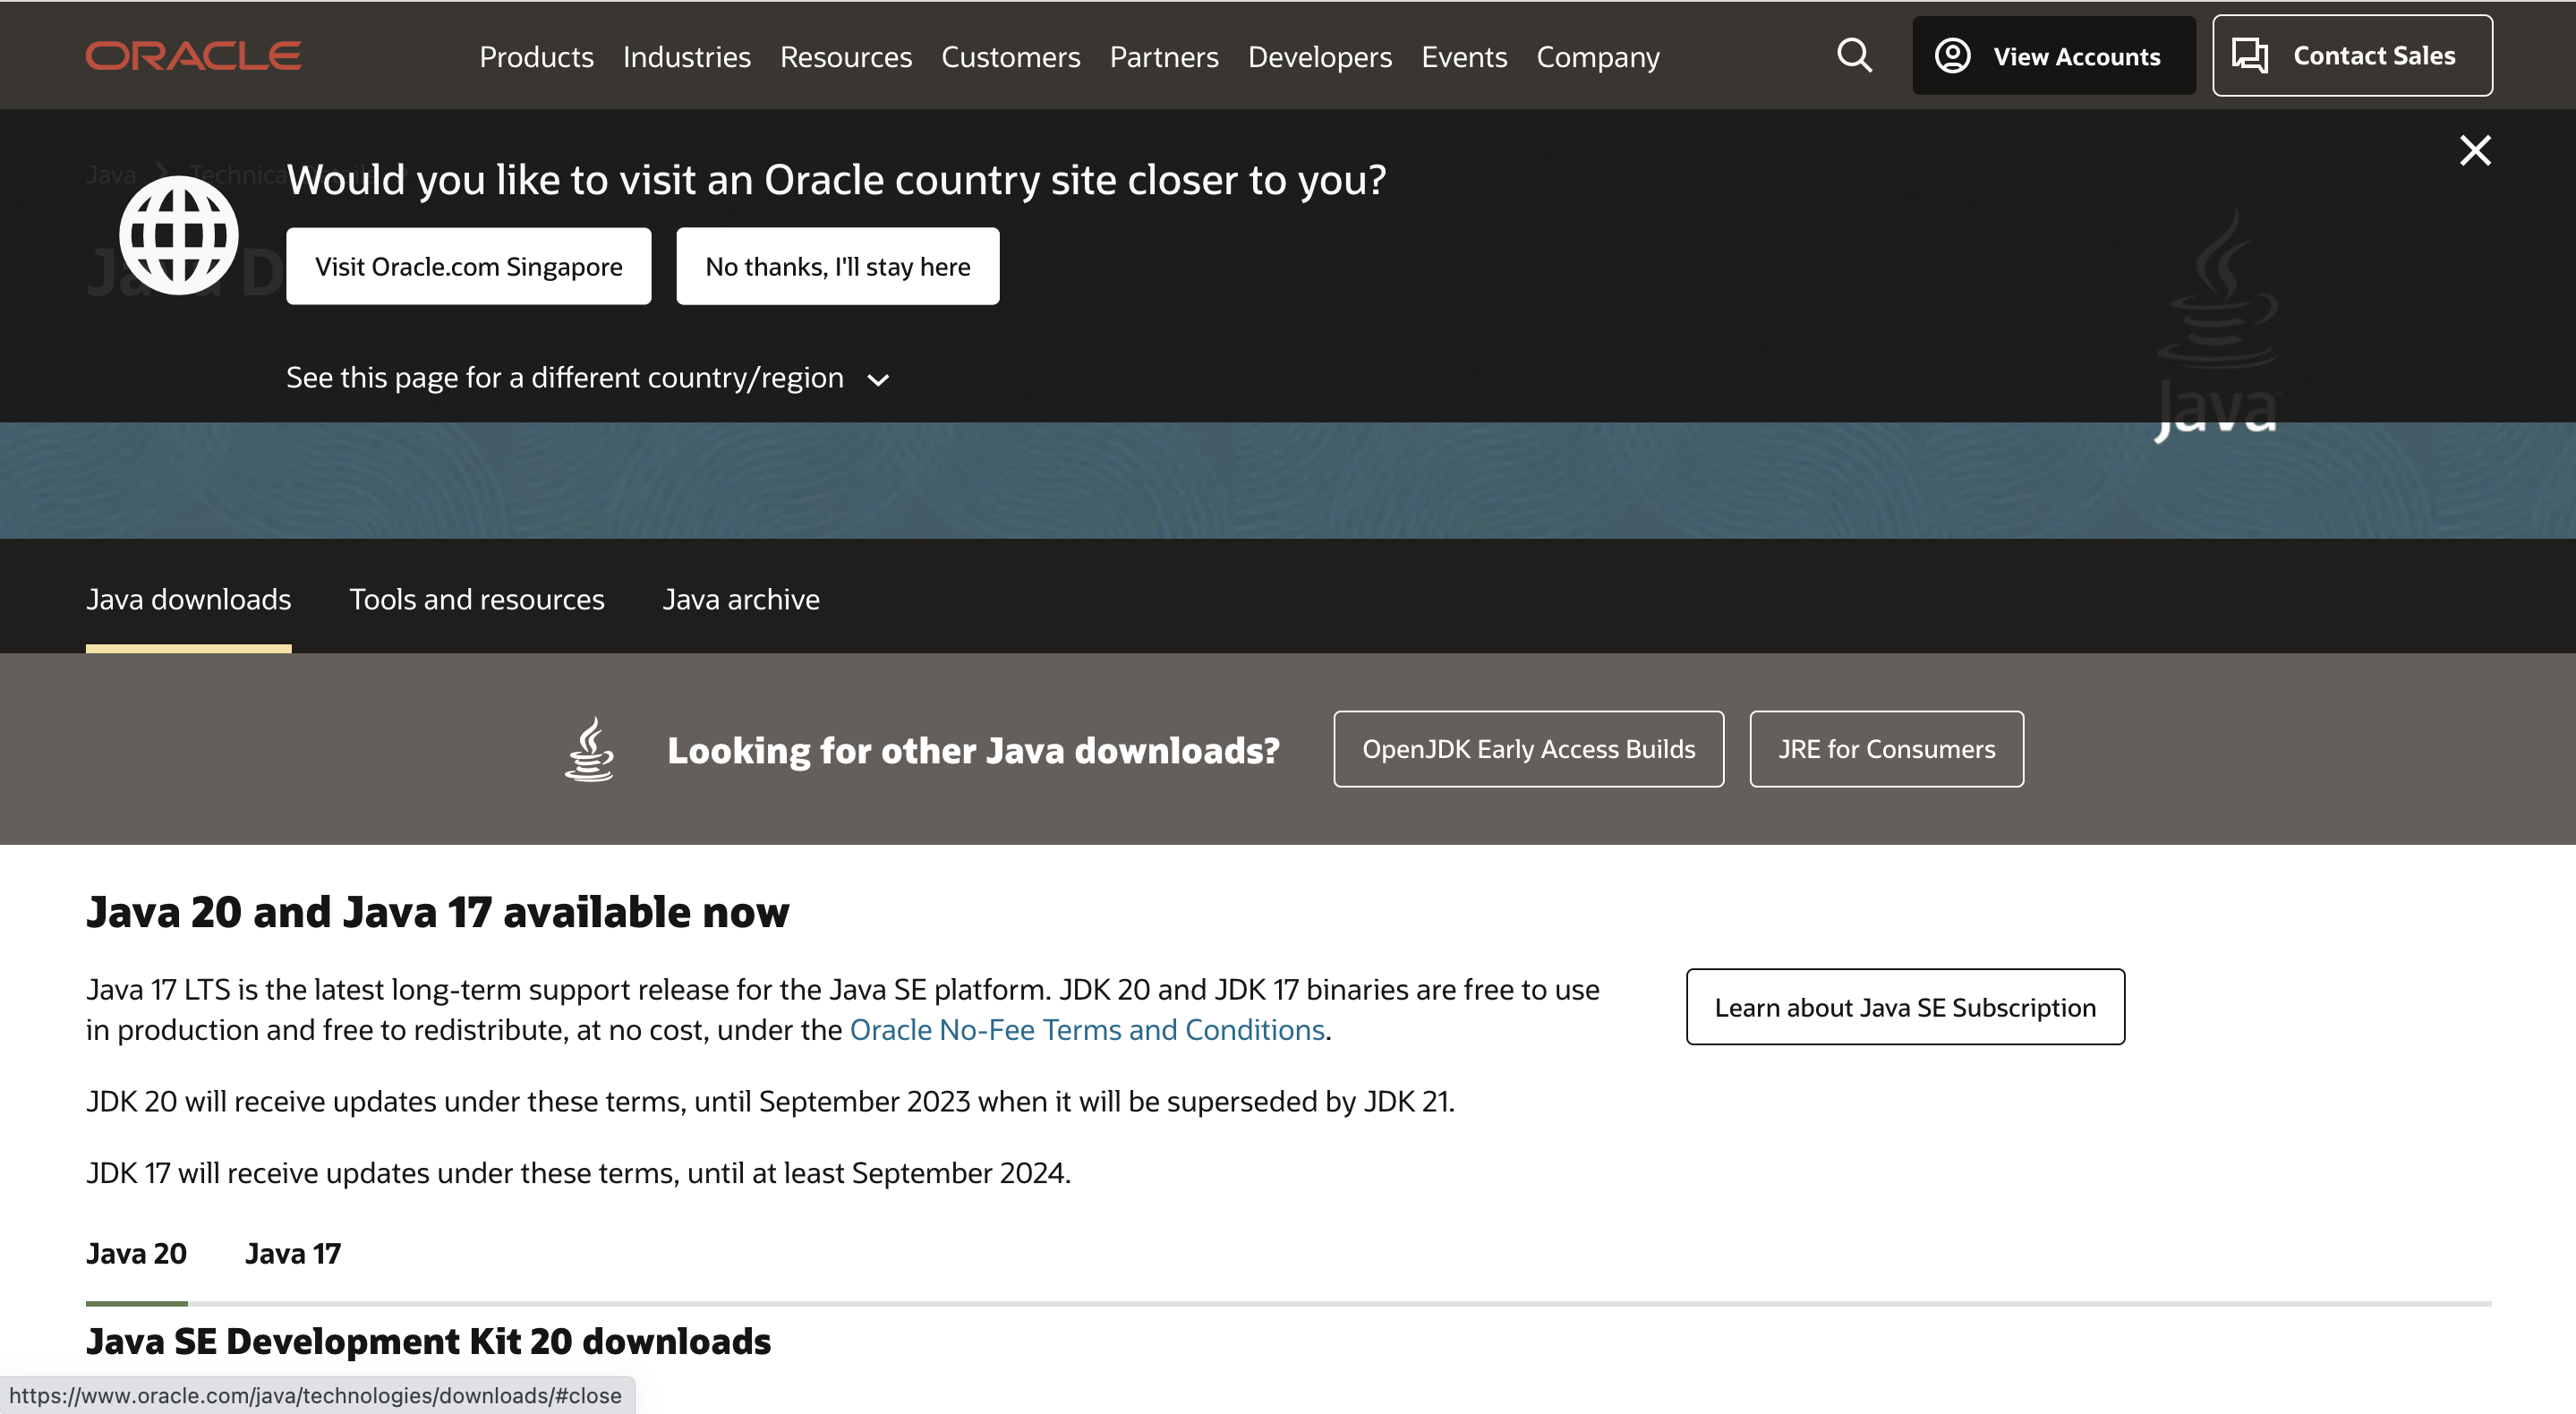 ORACLE
Products Industries Resources Customers Partners Developers Events Company
View Accounts
Contact Sales
Java
Would you like to visit an Oracle country site closer to you?
Visit Oracle.com Singapore
No thanks, I'll stay here
See this page for a different country/region
Java
Java downloads
Tools and resources
Java archive
Looking for other Java downloads?
OpenJDK Early Access Builds
JRE for Consumers
Java 20 and Java 17 available now
Java 17 LTS is the latest long-term support release for the Java SE platform. JDK 20 and JDK 17 binaries are free to use
in production and free to redistribute, at no cost, under the Oracle No-Fee Terms and Conditions.
Learn about Java SE Subscription
JDK 20 will receive updates under these terms, until September 2023 when it will be superseded by JDK 21.
JDK 17 will receive updates under these terms, until at least September 2024.
Java 20
Java 17
Java SE Development Kit 20 downloads
https://www.oracle.com/java/technologies/downloads/#close